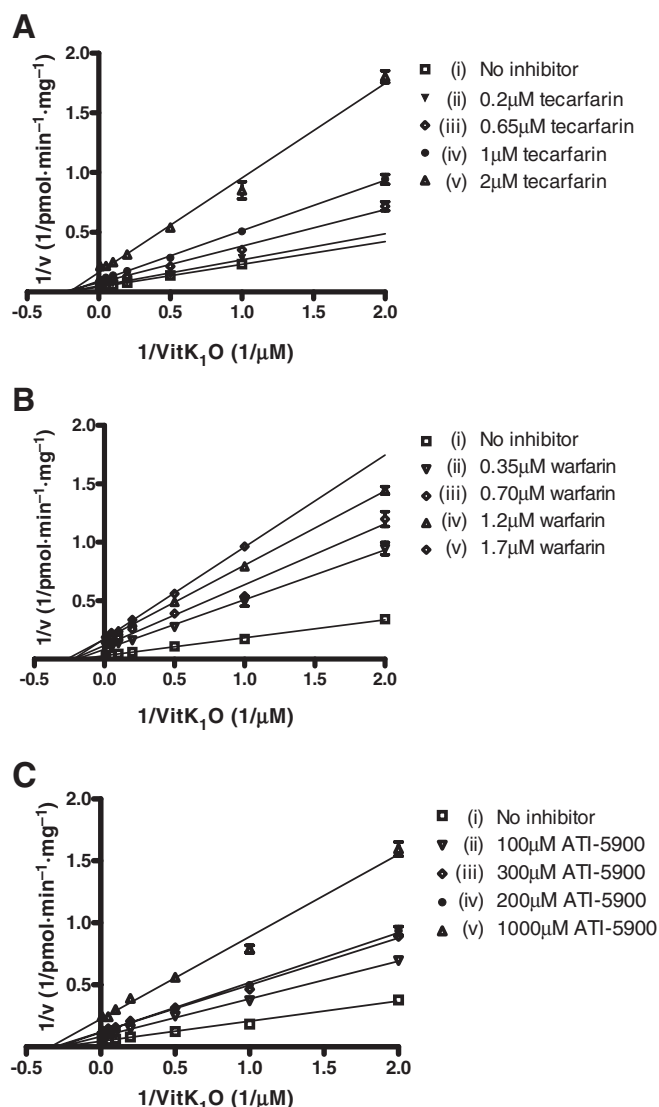 A
2.0
1.5
1.0
0.5
-0.5
0.0
0.5
1.0
1.5
2.0
1/v (1/pmol·min⁻¹·mg⁻¹)
1/VitK₁O (1/μM)
(i) No inhibitor
(ii) 0.2μM tecarfarin
(iii) 0.65μM tecarfarin
(iv) 1μM tecarfarin
(v) 2μM tecarfarin
B
2.0
1.5
1.0
0.5
-0.5
0.0
0.5
1.0
1.5
2.0
1/v (1/pmol·min⁻¹·mg⁻¹)
1/VitK₁O (1/μM)
(i) No inhibitor
(ii) 0.35μM warfarin
(iii) 0.70μM warfarin
(iv) 1.2μM warfarin
(v) 1.7μM warfarin
C
2.0
1.5
1.0
0.5
-0.5
0.0
0.5
1.0
1.5
2.0
1/v (1/pmol·min⁻¹·mg⁻¹)
1/VitK₁O (1/μM)
(i) No inhibitor
(ii) 100μM ATI-5900
(iii) 300μM ATI-5900
(iv) 200μM ATI-5900
(v) 1000μM ATI-5900